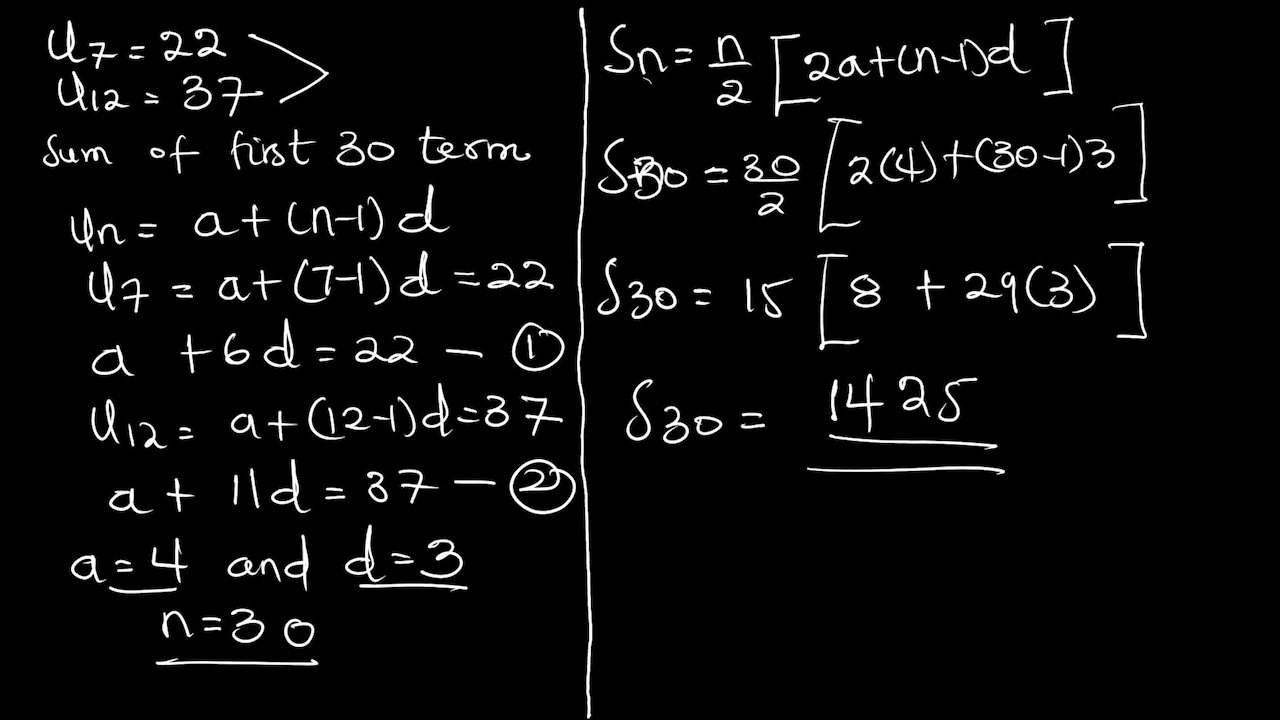 U7 = 22
U12 = 37
Sum of first 30 term
Un = a+(n-1)d
U7 = a+(7-1)d=22
a +6d=22 - ①
U12 = a+(12-1)d=37
a + 11d=37 - ②
a=4 and d=3
n=30
Sn = n/2 [2a+(n-1)d]
S30 = 30/2 [2(4)+(30-1)3]
S30 = 15 [8 + 29(3)]
S30 = 1425